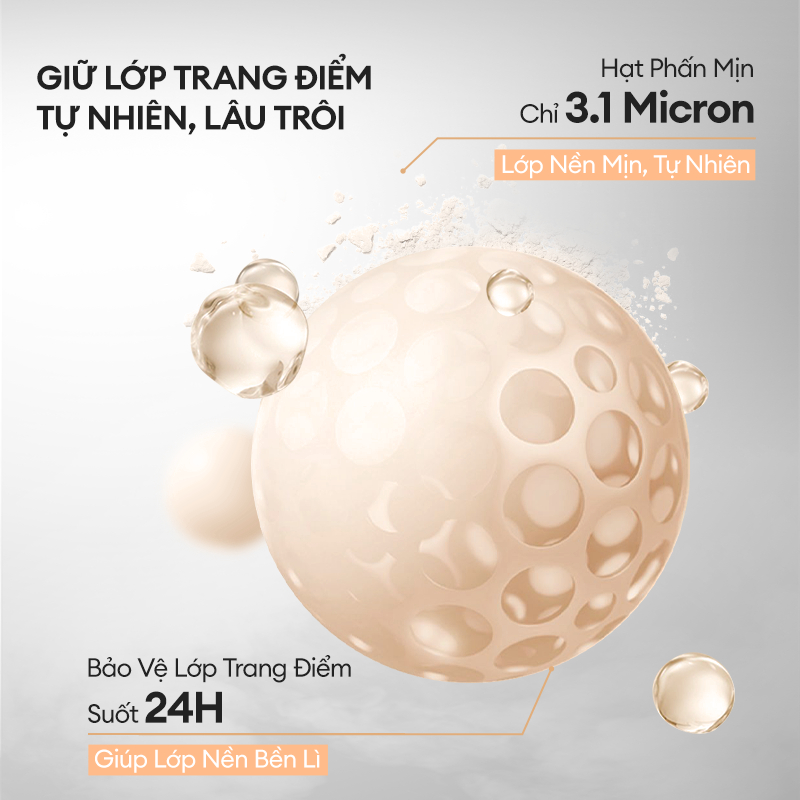 GIỮ LỚP TRANG ĐIỂM
TỰ NHIÊN, LÂU TRÔI
Hạt Phấn Mịn
Chỉ 3.1 Micron
Lớp Nền Mịn, Tự Nhiên
Bảo Vệ Lớp Trang Điểm
Suốt 24H
Giúp Lớp Nền Bền Lì